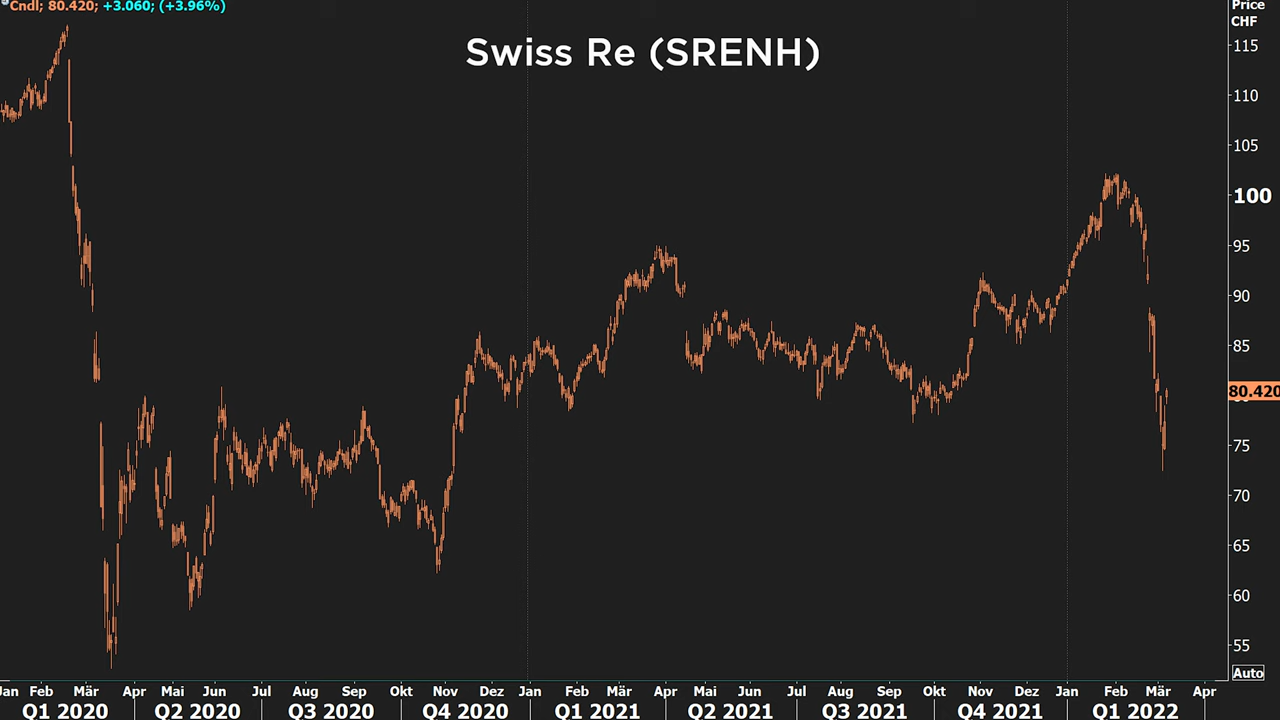 Cndl; 80.420; +3.060; (+3.96%)
Price
CHF
Swiss Re (SRENH)
115
110
105
100
95
90
85
80.420
75
70
65
60
55
Auto
Jan Feb Mär Apr Mai Jun Jul Aug Sep Okt Nov Dez Jan Feb Mär Apr Mai Jun Jul Aug Sep Okt Nov Dez Jan Feb Mär Apr
Q1 2020 Q2 2020 Q3 2020 Q4 2020 Q1 2021 Q2 2021 Q3 2021 Q4 2021 Q1 2022